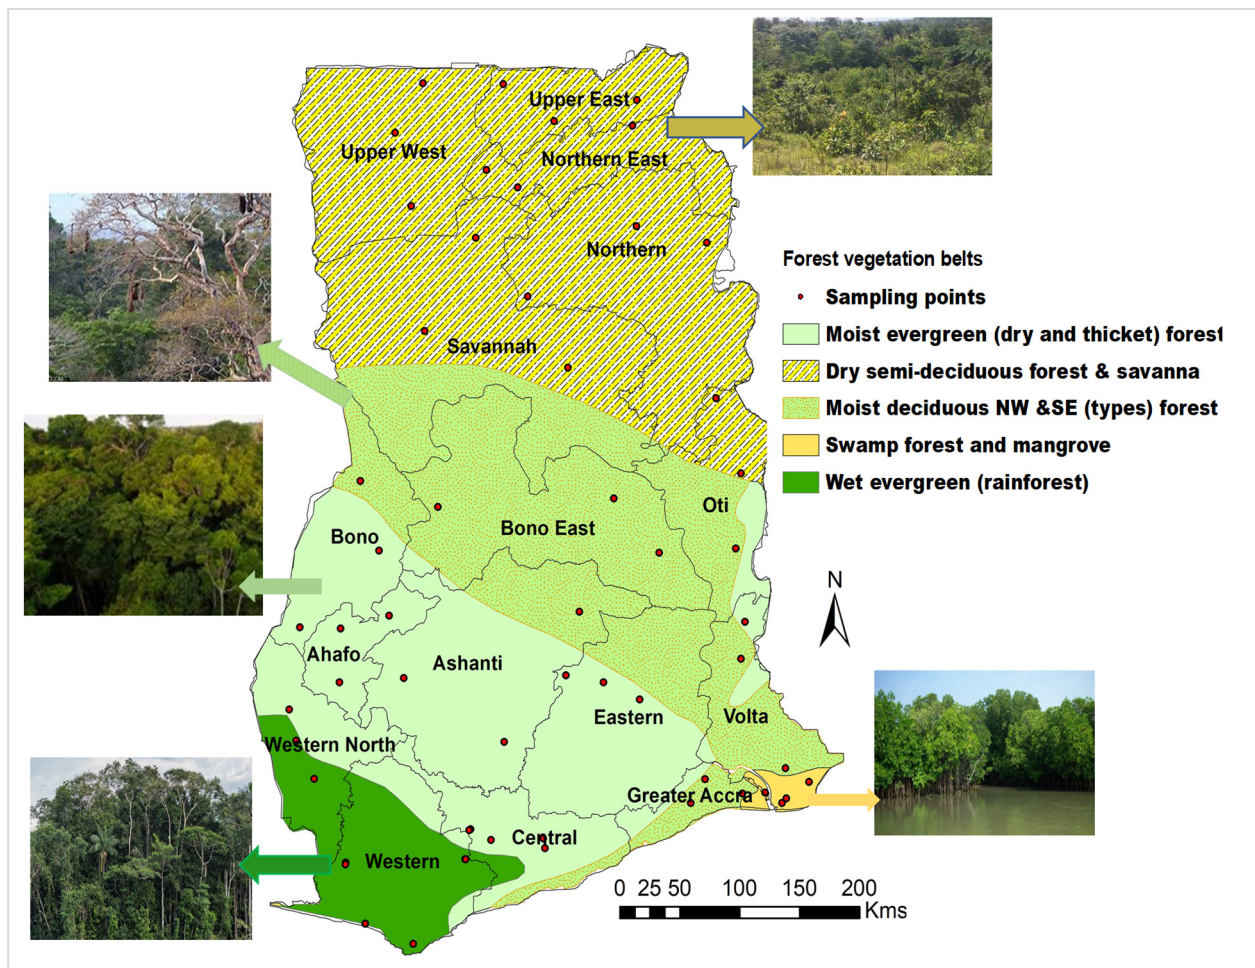 Upper East
Upper West
Northern East
Northern
Savannah
Oti
Bono East
Bono
Ahafo
Ashanti
Eastern
Volta
Western North
Greater Accra
Central
Western
Forest vegetation belts
Sampling points
Moist evergreen (dry and thicket) forest
Dry semi-deciduous forest & savanna
Moist deciduous NW &SE (types) forest
Swamp forest and mangrove
Wet evergreen (rainforest)
N
0 25 50 100 150 200
Kms